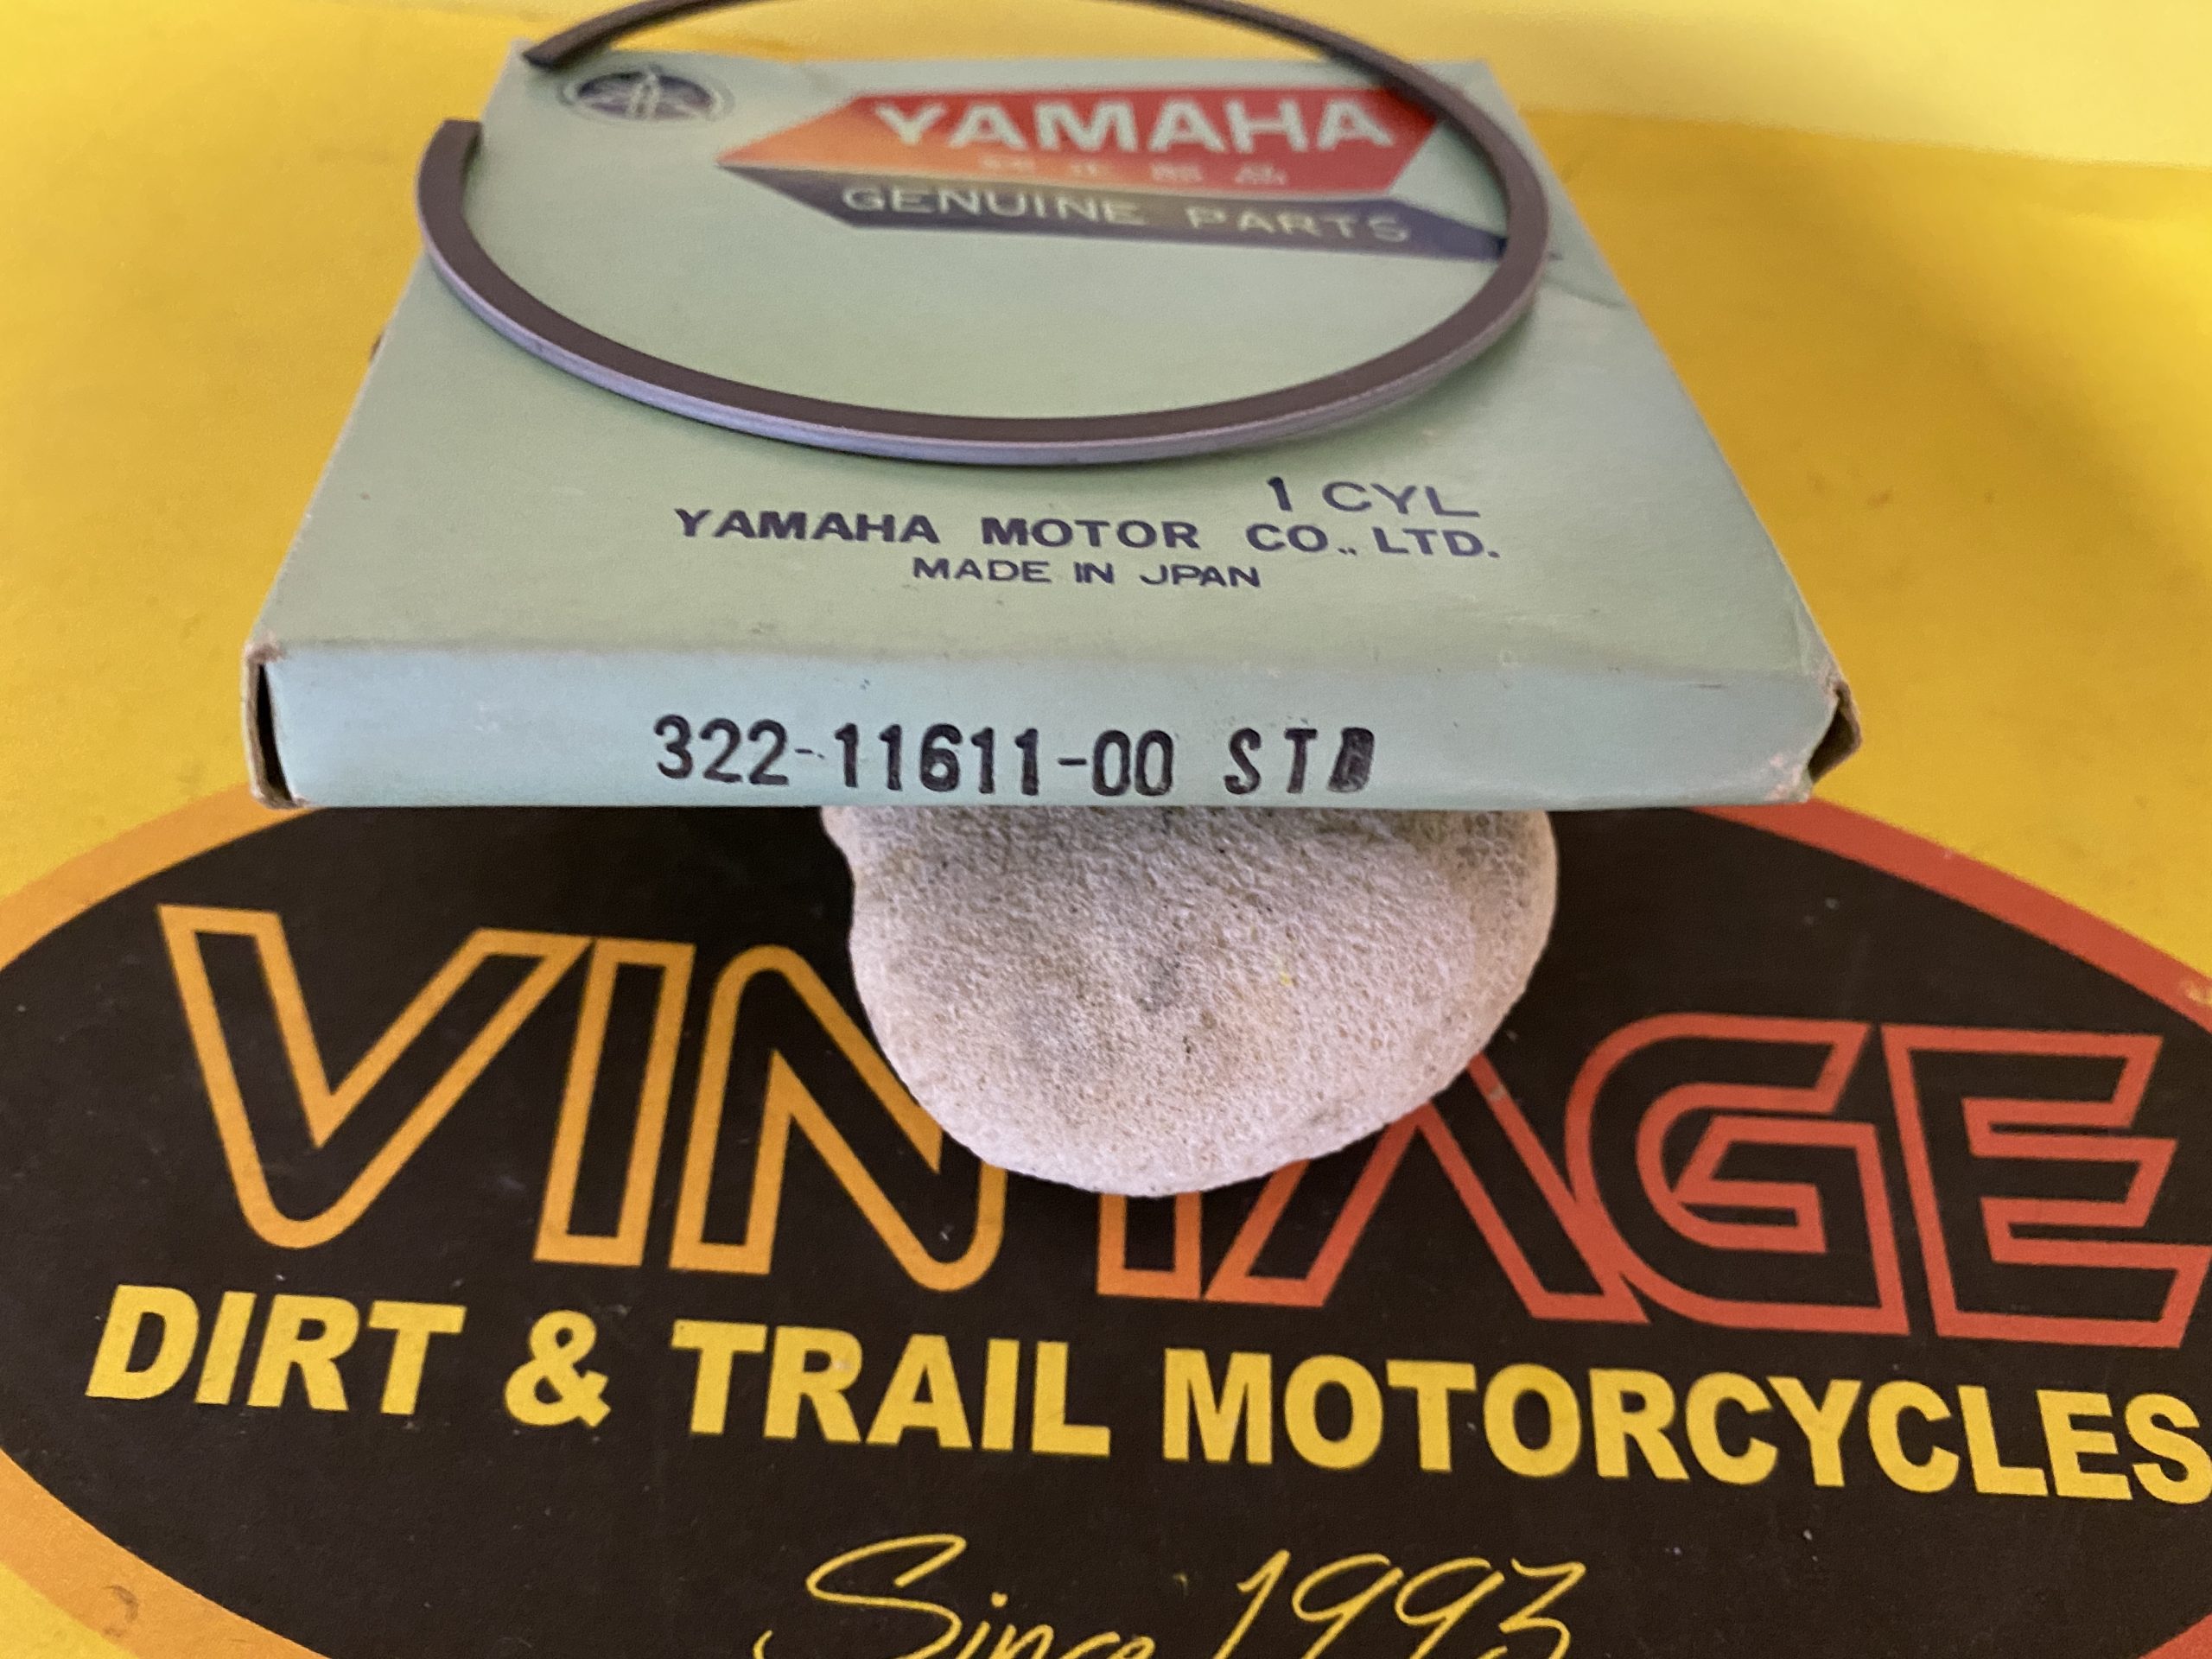 YAMAHA
GENUINE PARTS
1 CYL
YAMAHA MOTOR CO., LTD.
MADE IN JPAN
322-11611-00 STD
VINTAGE
DIRT & TRAIL MOTORCYCLES
Since 1993